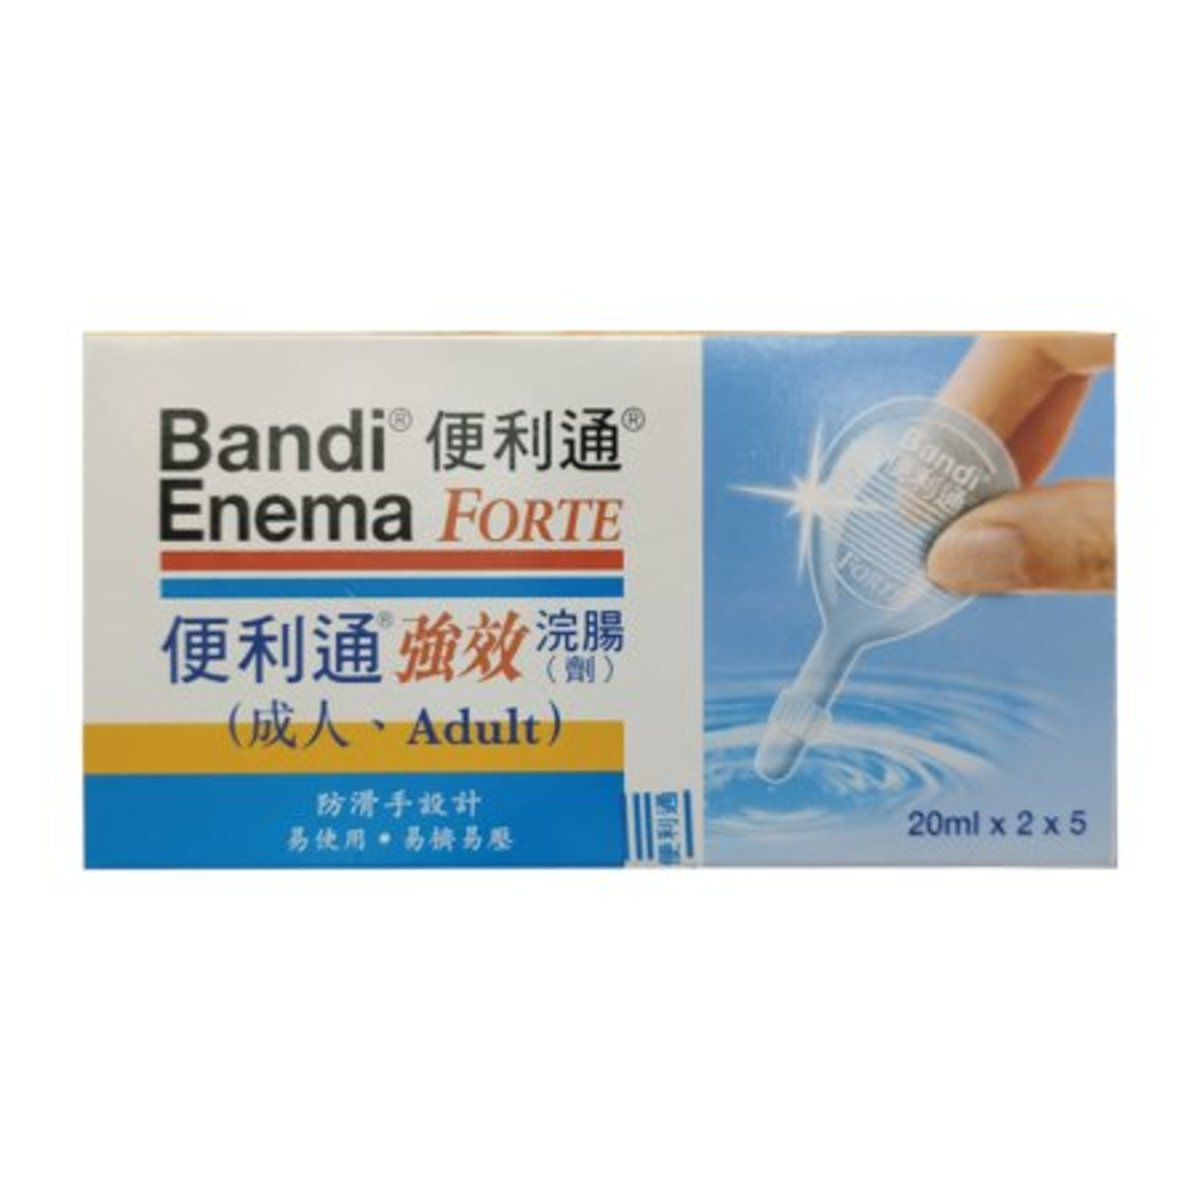 Bandi® 便利通®
Enema FORTE
便利通® 強效 浣腸
（劑）
（成人、Adult）
防滑手設計
易使用•易擠易壓
便利通
Bandi®
便利通
FORTE
20ml x 2 x 5